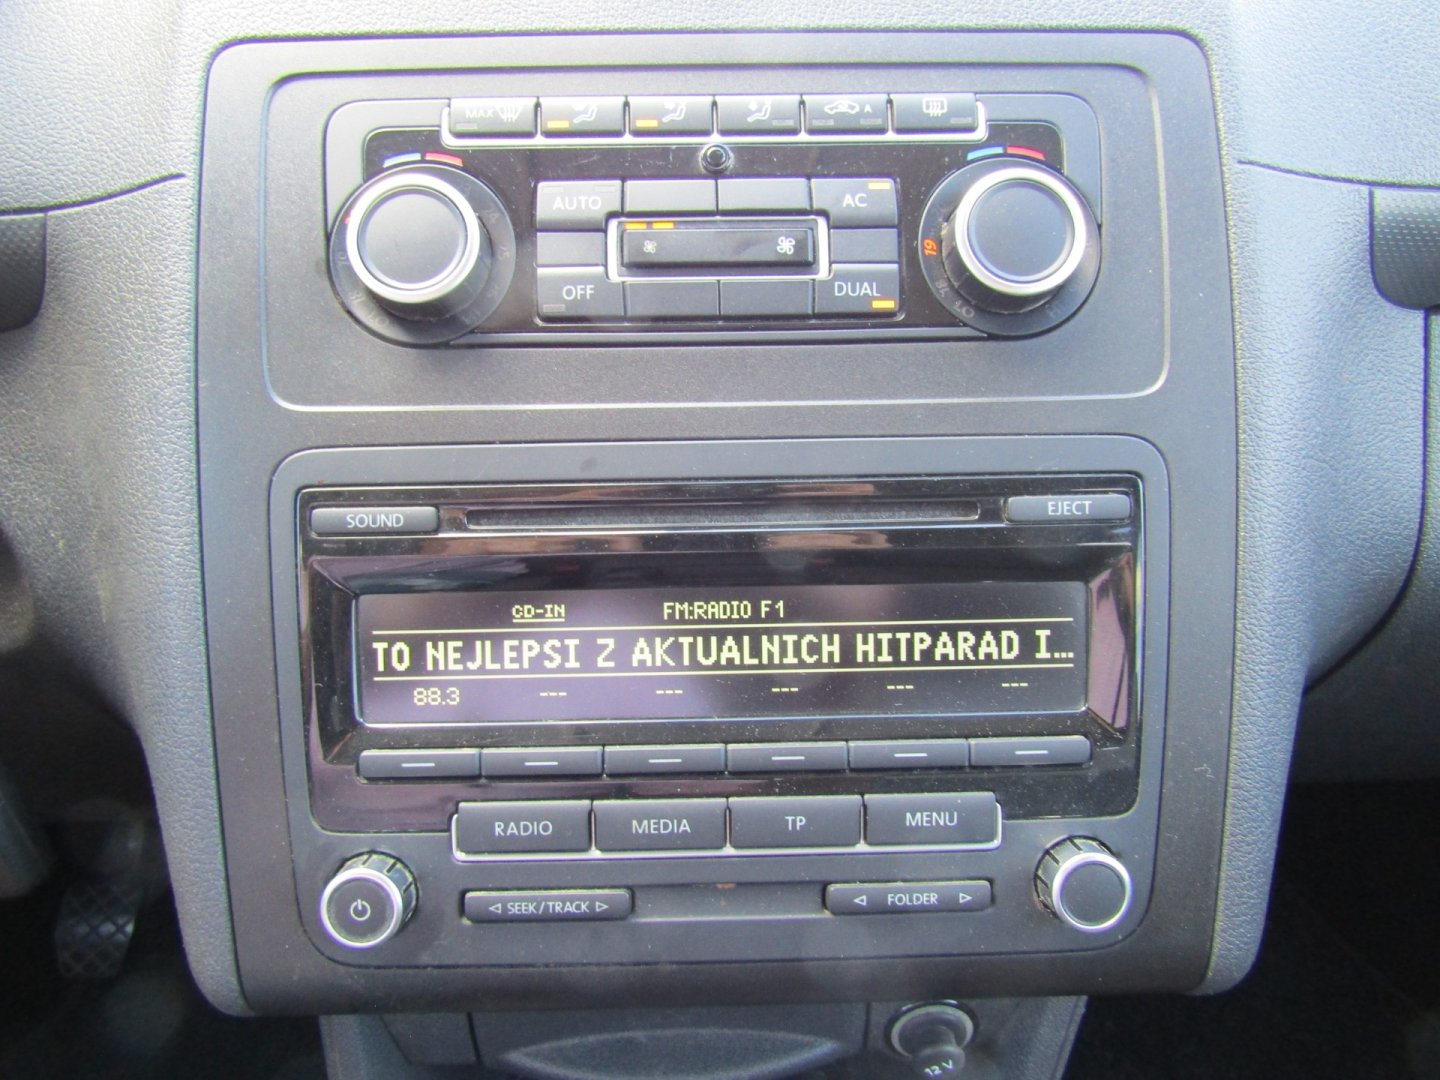 MAX
A
AUTO
AC
OFF
DUAL
19
18
SOUND
EJECT
CD-IN FM:RADIO F1
TO NEJLEPSI Z AKTUALNICH HITPARAD I...
88.3 --- --- --- --- ---
RADIO MEDIA TP MENU
SEEK/TRACK FOLDER
12 V